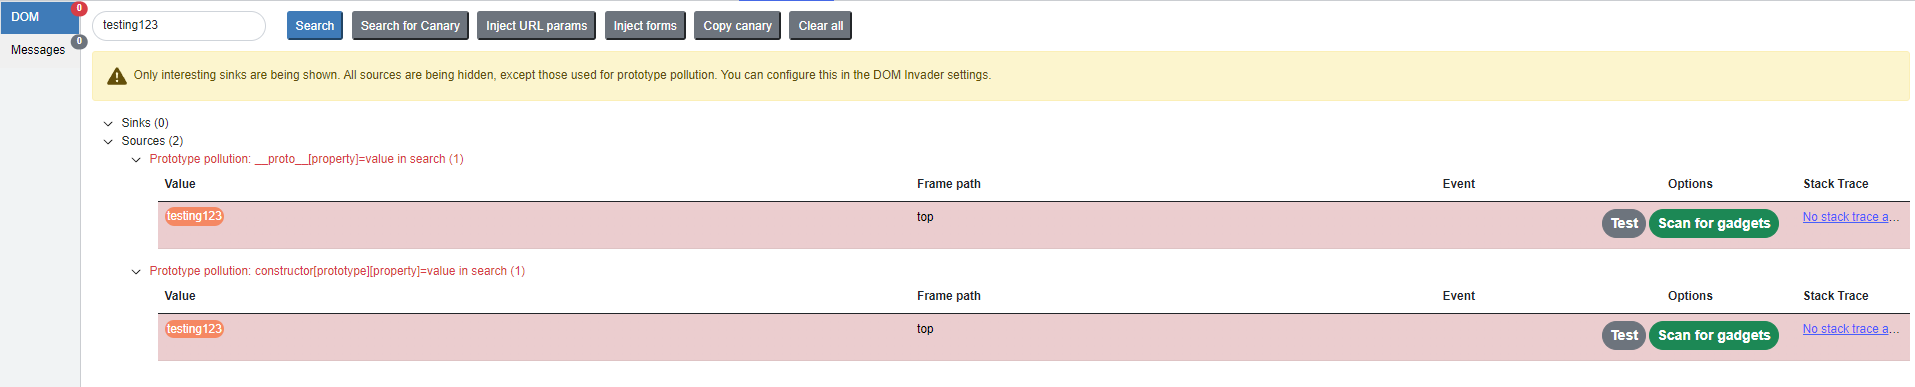 DOM 0
testing123 Search Search for Canary Inject URL params Inject forms Copy canary Clear all
Messages 0
Only interesting sinks are being shown. All sources are being hidden, except those used for prototype pollution. You can configure this in the DOM Invader settings.
Sinks (0)
Sources (2)
Prototype pollution: __proto__[property]=value in search (1)
Value Frame path Event Options Stack Trace
testing123 top Test Scan for gadgets No stack trace a...
Prototype pollution: constructor[prototype][property]=value in search (1)
Value Frame path Event Options Stack Trace
testing123 top Test Scan for gadgets No stack trace a...